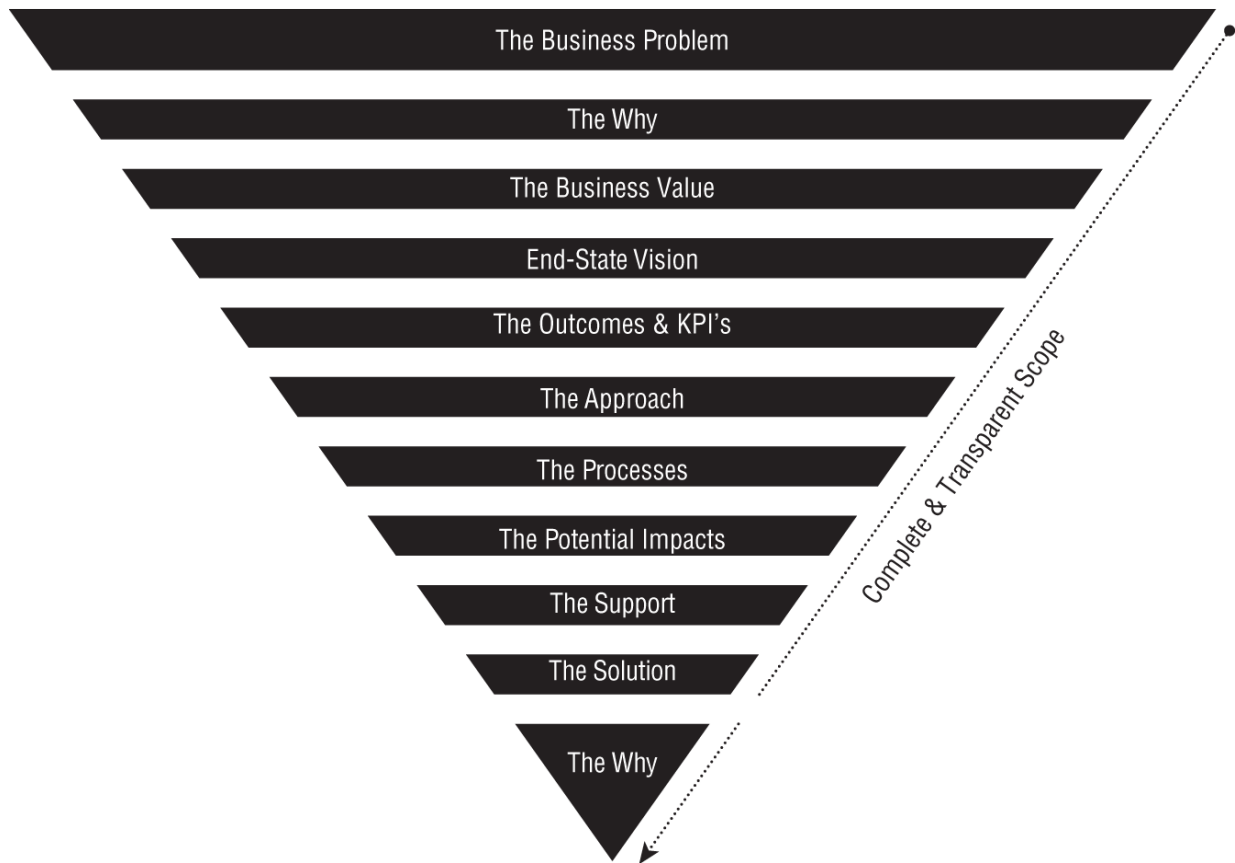 The Business Problem
The Why
The Business Value
End-State Vision
The Outcomes & KPI's
The Approach
The Processes
The Potential Impacts
The Support
The Solution
The Why
Complete & Transparent Scope